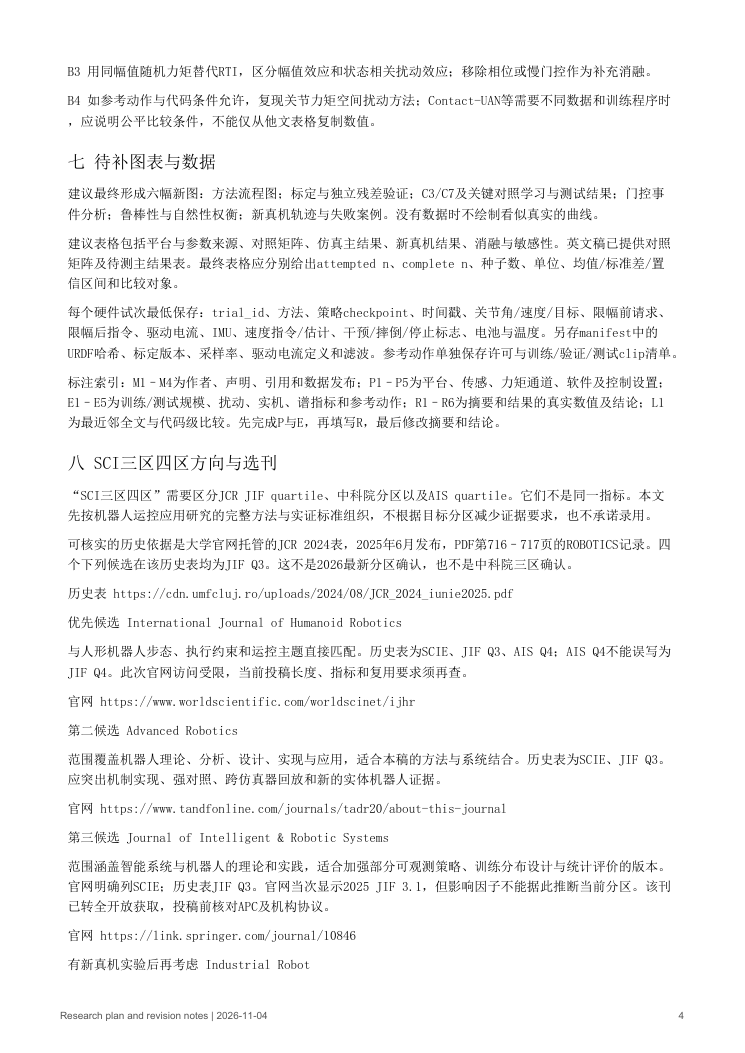 B3 用同幅值随机力矩替代RTI，区分幅值效应和状态相关扰动效应；移除相位或慢门控作为补充消融。
B4 如参考动作与代码条件允许，复现关节力矩空间扰动方法；Contact-UAN等需要不同数据和训练程序时
，应说明公平比较条件，不能仅从他文表格复制数值。
七 待补图表与数据
建议最终形成六幅新图：方法流程图；标定与独立残差验证；C3/C7及关键对照学习与测试结果；门控事
件分析；鲁棒性与自然性权衡；新真机轨迹与失败案例。没有数据时不绘制看似真实的曲线。
建议表格包括平台与参数来源、对照矩阵、仿真主结果、新真机结果、消融与敏感性。英文稿已提供对照
矩阵及待测主结果表。最终表格应分别给出attempted n、complete n、种子数、单位、均值/标准差/置
信区间和比较对象。
每个硬件试次最低保存：trial_id、方法、策略checkpoint、时间戳、关节角/速度/目标、限幅前请求、
限幅后指令、驱动电流、IMU、速度指令/估计、干预/摔倒/停止标志、电池与温度。另存manifest中的
URDF哈希、标定版本、采样率、驱动电流定义和滤波。参考动作单独保存许可与训练/验证/测试clip清单。
标注索引：M1–M4为作者、声明、引用和数据发布；P1–P5为平台、传感、力矩通道、软件及控制设置；
E1–E5为训练/测试规模、扰动、实机、谱指标和参考动作；R1–R6为摘要和结果的真实数值及结论；L1
为最近邻全文与代码级比较。先完成P与E，再填写R，最后修改摘要和结论。
八 SCI三区四区方向与选刊
“SCI三区四区”需要区分JCR JIF quartile、中科院分区以及AIS quartile。它们不是同一指标。本文
先按机器人运控应用研究的完整方法与实证标准组织，不根据目标分区减少证据要求，也不承诺录用。
可核实的历史依据是大学官网托管的JCR 2024表，2025年6月发布，PDF第716–717页的ROBOTICS记录。四
个下列候选在该历史表均为JIF Q3。这不是2026最新分区确认，也不是中科院三区确认。
历史表 https://cdn.umfcluj.ro/uploads/2024/08/JCR_2024_iunie2025.pdf
优先候选 International Journal of Humanoid Robotics
与人形机器人步态、执行约束和运控主题直接匹配。历史表为SCIE、JIF Q3、AIS Q4；AIS Q4不能误写为
JIF Q4。此次官网访问受限，当前投稿长度、指标和复用要求须再查。
官网 https://www.worldscientific.com/worldscinet/ijhr
第二候选 Advanced Robotics
范围覆盖机器人理论、分析、设计、实现与应用，适合本稿的方法与系统结合。历史表为SCIE、JIF Q3。
应突出机制实现、强对照、跨仿真器回放和新的实体机器人证据。
官网 https://www.tandfonline.com/journals/tadr20/about-this-journal
第三候选 Journal of Intelligent & Robotic Systems
范围涵盖智能系统与机器人的理论和实践，适合加强部分可观测策略、训练分布设计与统计评价的版本。
官网明确列SCIE；历史表JIF Q3。官网当次显示2025 JIF 3.1，但影响因子不能据此推断当前分区。该刊
已转全开放获取，投稿前核对APC及机构协议。
官网 https://link.springer.com/journal/10846
有新真机实验后再考虑 Industrial Robot
Research plan and revision notes | 2026-11-04
4